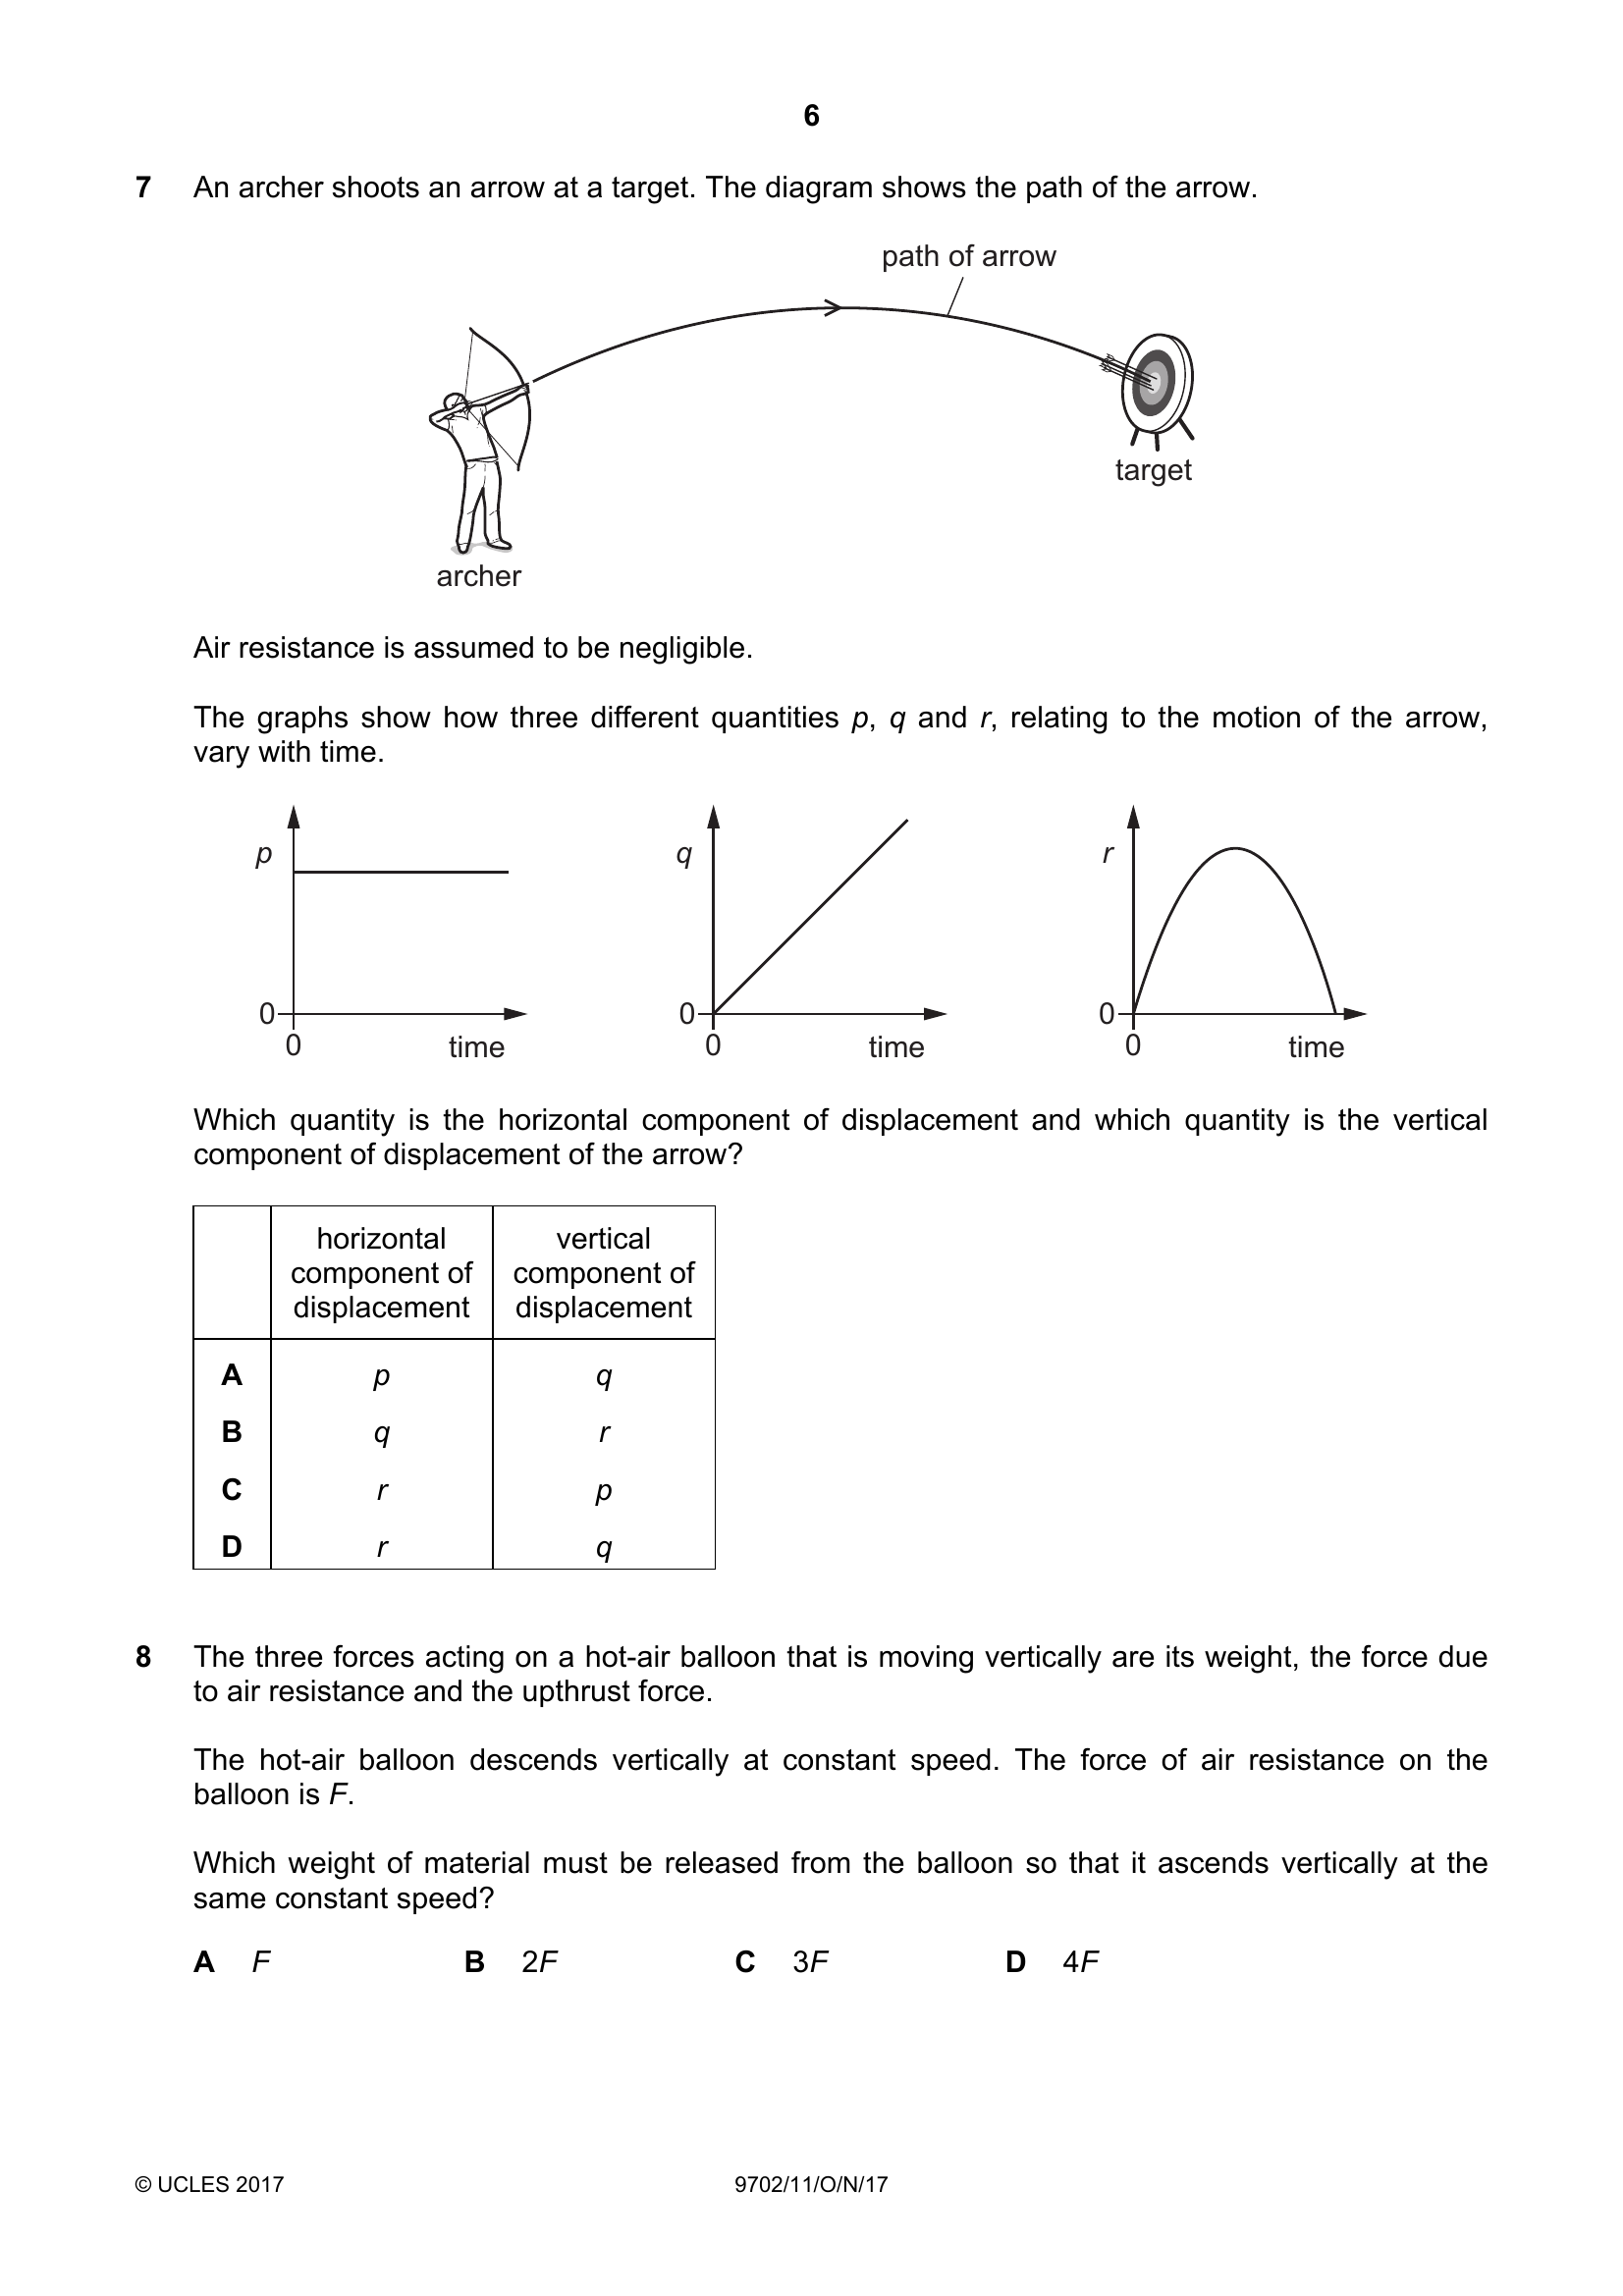 6
7 An archer shoots an arrow at a target. The diagram shows the path of the arrow.
path of arrow
target
archer
Air resistance is assumed to be negligible.
The graphs show how three different quantities p, q and r, relating to the motion of the arrow,
vary with time.
p
0
0
time
q
0
0
time
r
0
0
time
Which quantity is the horizontal component of displacement and which quantity is the vertical
component of displacement of the arrow?
horizontal component of displacement
vertical component of displacement
A p q
B q r
C r p
D r q
8 The three forces acting on a hot-air balloon that is moving vertically are its weight, the force due
to air resistance and the upthrust force.
The hot-air balloon descends vertically at constant speed. The force of air resistance on the
balloon is F.
Which weight of material must be released from the balloon so that it ascends vertically at the
same constant speed?
A F B 2F C 3F D 4F
© UCLES 2017 9702/11/O/N/17